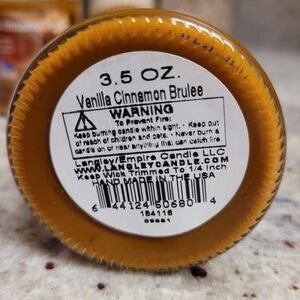 3.5 OZ.
Vanilla Cinnamon Brulee
WARNING
To Prevent Fire:
Keep burning candle within sight. • Keep out
of reach of children and pets. • Never burn a
candle on or near anything that can catch fire.
Langley/Empire Candle LLC
WWW.LANGLEYCANDLE.COM
Keep Wick Trimmed To 1/4 Inch
HAND MADE IN THE USA
6 44124 50680 4
184116